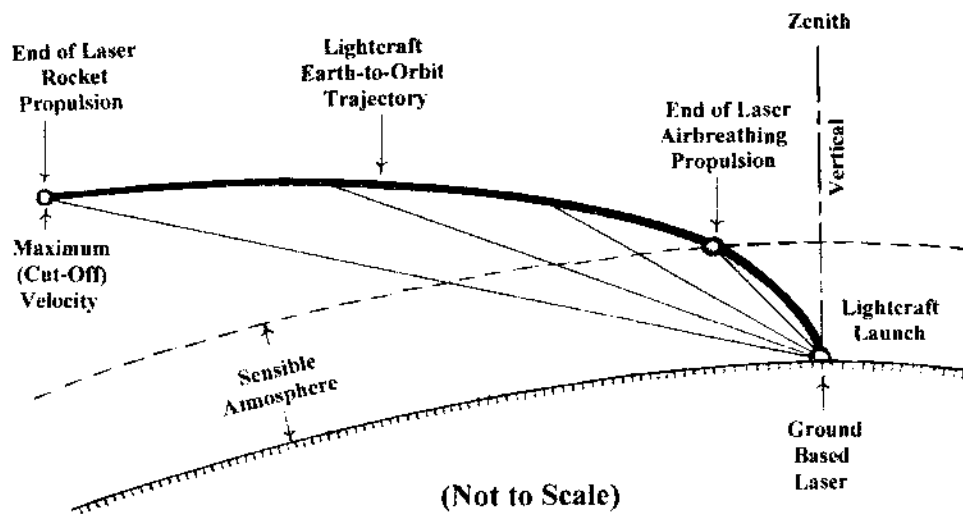 Zenith
End of Laser
Rocket
Propulsion
Lightcraft
Earth-to-Orbit
Trajectory
End of Laser
Airbreathing
Propulsion
Vertical
Maximum
(Cut-Off)
Velocity
Lightcraft
Launch
Sensible
Atmosphere
Ground
Based
Laser
(Not to Scale)